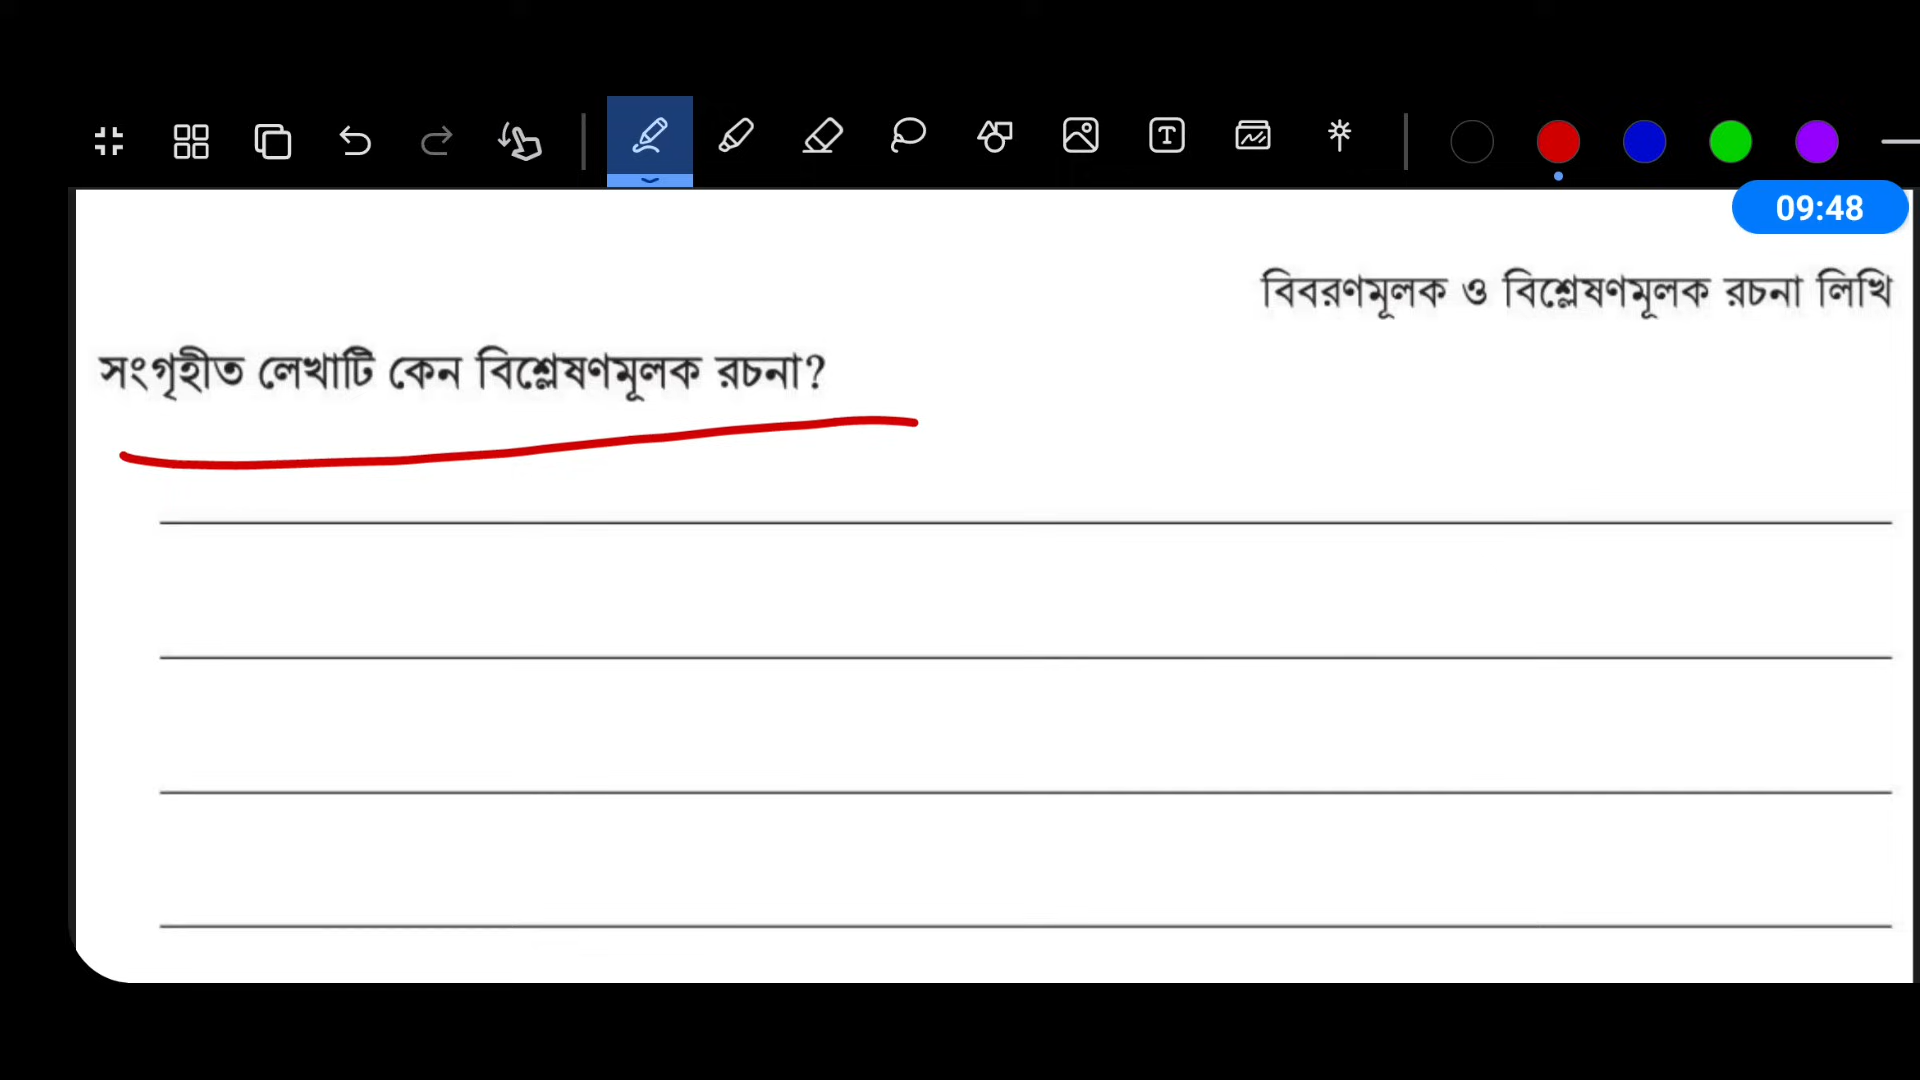 09:48
বিবরণমূলক ও বিশ্লেষণমূলক রচনা লিখি
সংগৃহীত লেখাটি কেন বিশ্লেষণমূলক রচনা?